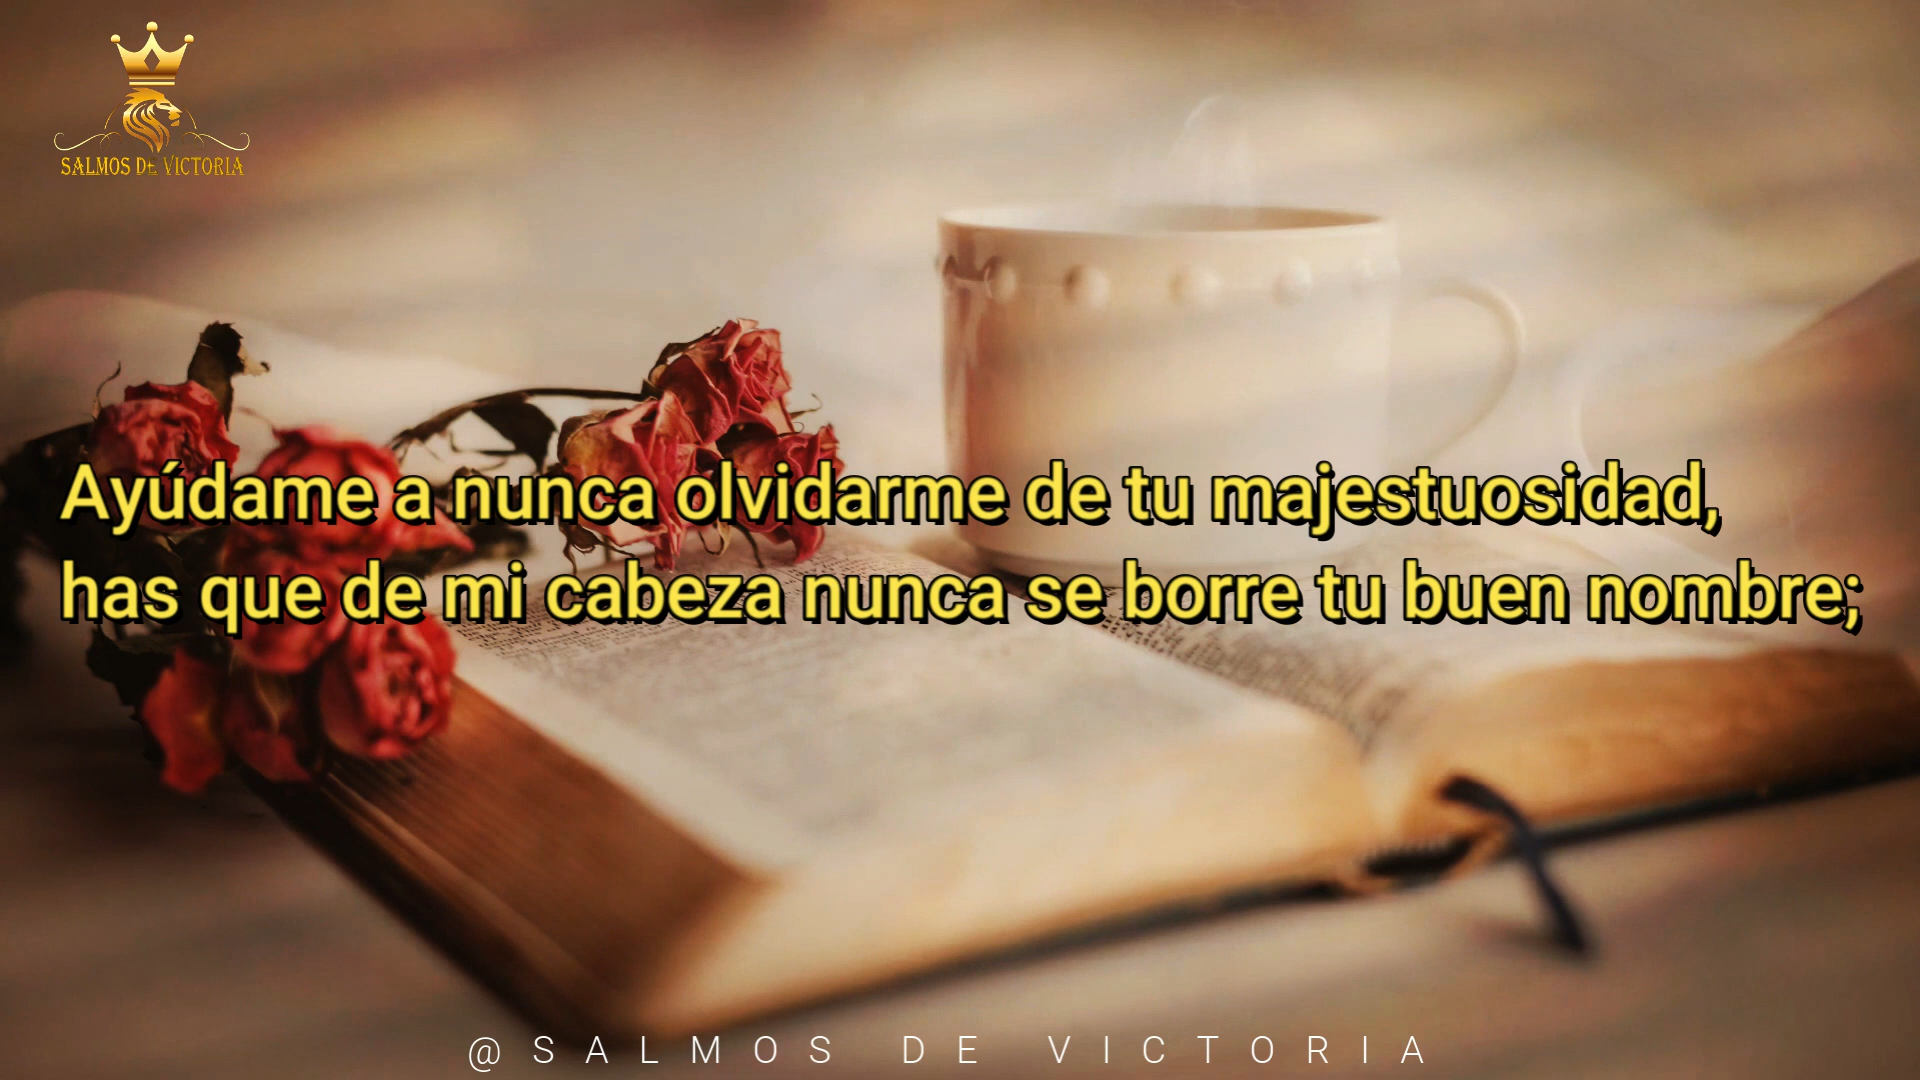 SALMOS DE VICTORIA
Ayúdame a nunca olvidarme de tu majestuosidad,
has que de mi cabeza nunca se borre tu buen nombre;
@SALMOS DE VICTORIA